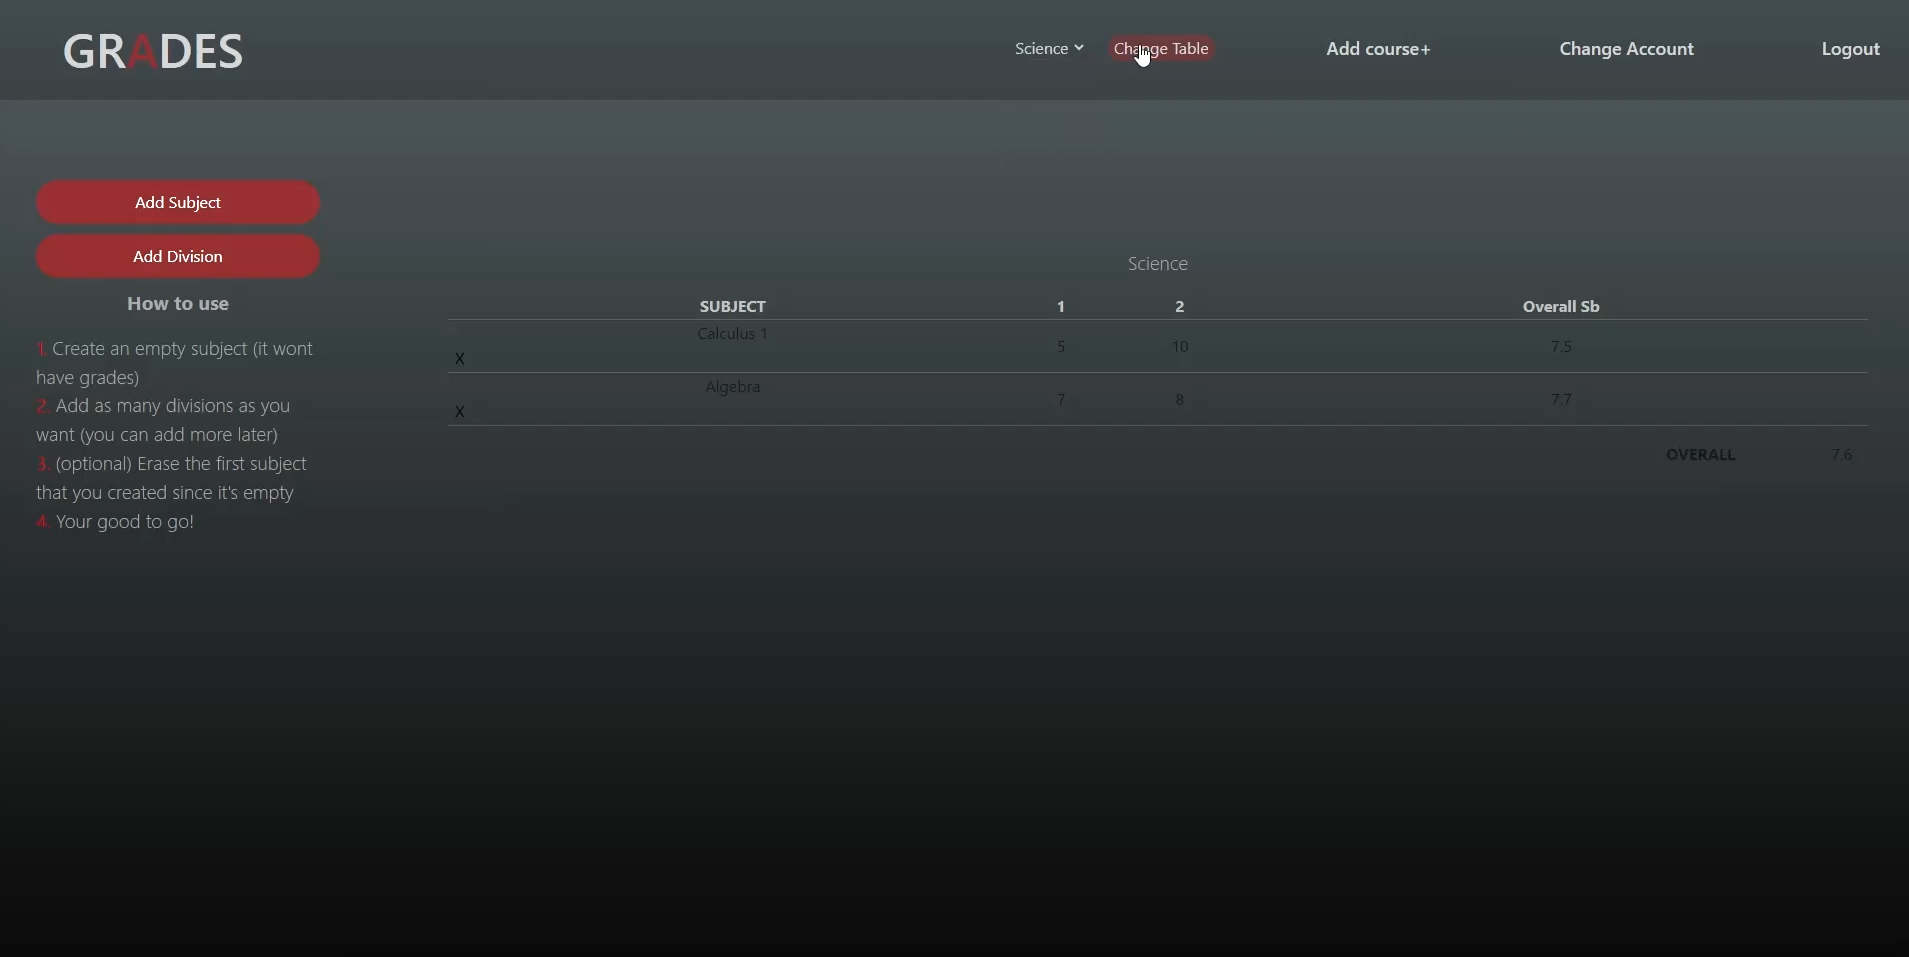 GRADES
Science
Change Table
Add course+
Change Account
Logout
Add Subject
Add Division
How to use
1. Create an empty subject (it wont
have grades)
2. Add as many divisions as you
want (you can add more later)
3. (optional) Erase the first subject
that you created since it's empty
4. Your good to go!
Science
SUBJECT 1 2 Overall Sb
Calculus 1
X 5 10 7.5
Algebra
X 7 8 7.7
OVERALL 7.6